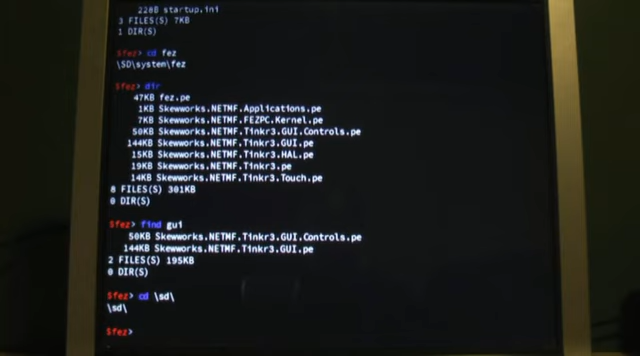 228B startup.ini
3 FILES(S) 7KB
1 DIR(S)
$fez> cd fez
\SD\system\fez
$fez> dir
47KB fez.pe
1KB Skewworks.NETMF.Applications.pe
7KB Skewworks.NETMF.FEZPC.Kernel.pe
50KB Skewworks.NETMF.Tinkr3.GUI.Controls.pe
144KB Skewworks.NETMF.Tinkr3.GUI.pe
15KB Skewworks.NETMF.Tinkr3.HAL.pe
19KB Skewworks.NETMF.Tinkr3.pe
14KB Skewworks.NETMF.Tinkr3.Touch.pe
8 FILES(S) 301KB
0 DIR(S)
$fez> find gui
50KB Skewworks.NETMF.Tinkr3.GUI.Controls.pe
144KB Skewworks.NETMF.Tinkr3.GUI.pe
2 FILES(S) 195KB
0 DIR(S)
$fez> cd \sd\
\sd\
$fez>